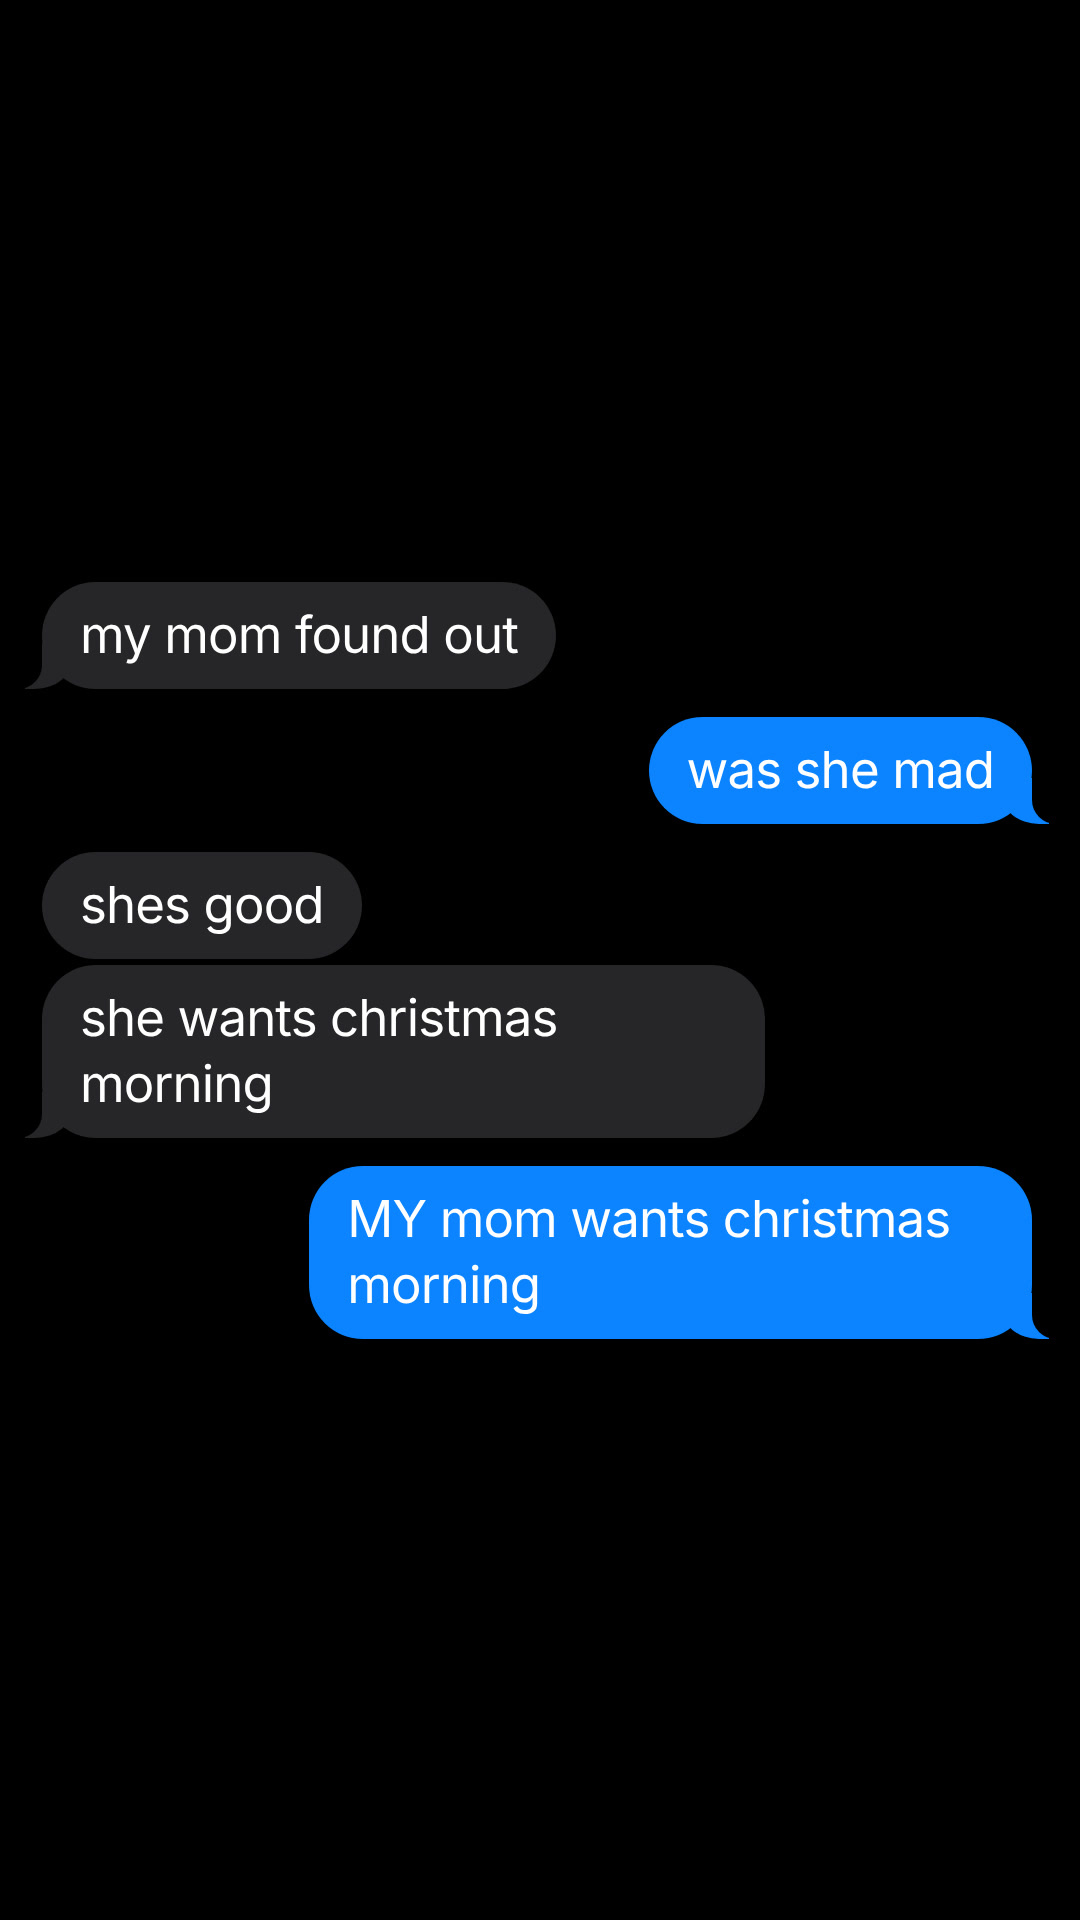 my mom found out
was she mad
shes good
she wants christmas
morning
MY mom wants christmas
morning